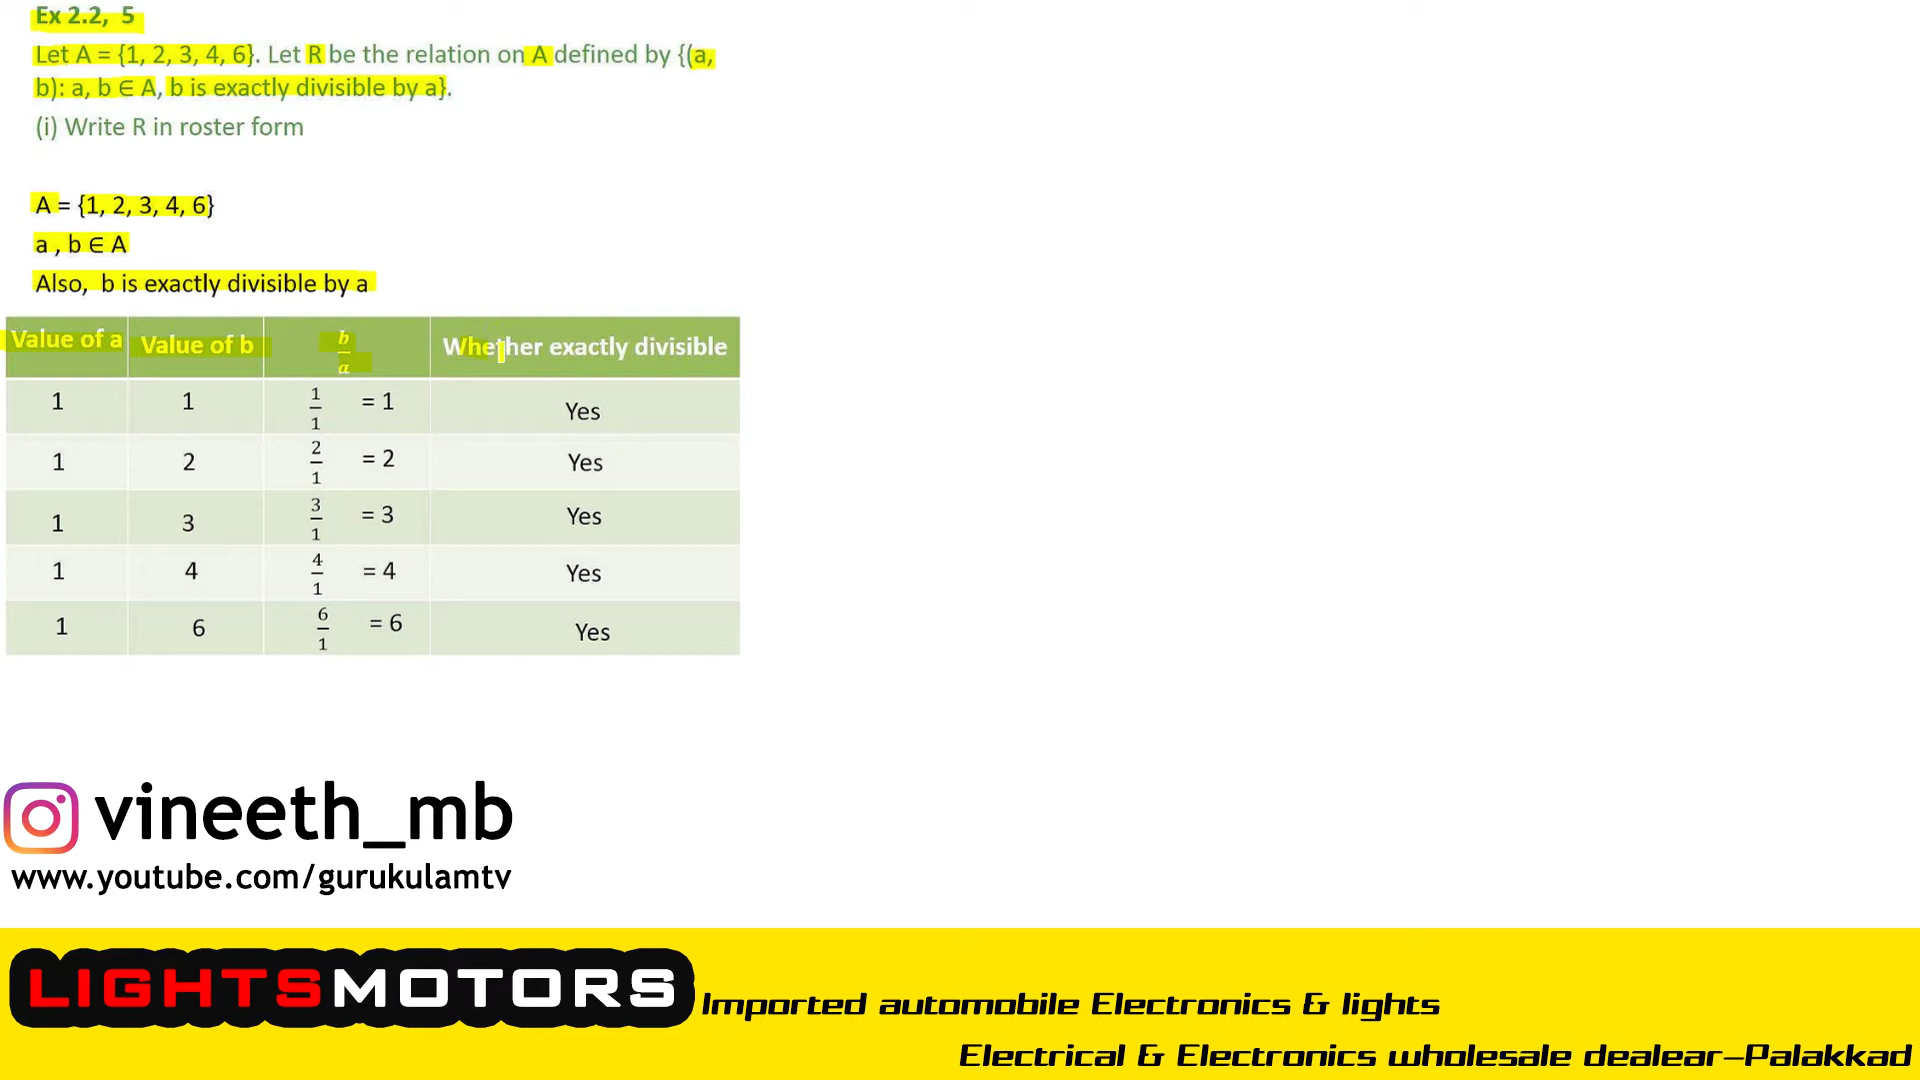 Ex 2.2, 5
Let A = {1, 2, 3, 4, 6}. Let R be the relation on A defined by {(a,
b): a, b ∈ A, b is exactly divisible by a}.
(i) Write R in roster form
A = {1, 2, 3, 4, 6}
a , b ∈ A
Also, b is exactly divisible by a
Value of a Value of b b/a Whether exactly divisible
1 1 1/1 = 1 Yes
1 2 2/1 = 2 Yes
1 3 3/1 = 3 Yes
1 4 4/1 = 4 Yes
1 6 6/1 = 6 Yes
vineeth_mb
www.youtube.com/gurukulamtv
LIGHTSMOTORS Imported automobile Electronics & lights
Electrical & Electronics wholesale dealear-Palakkad